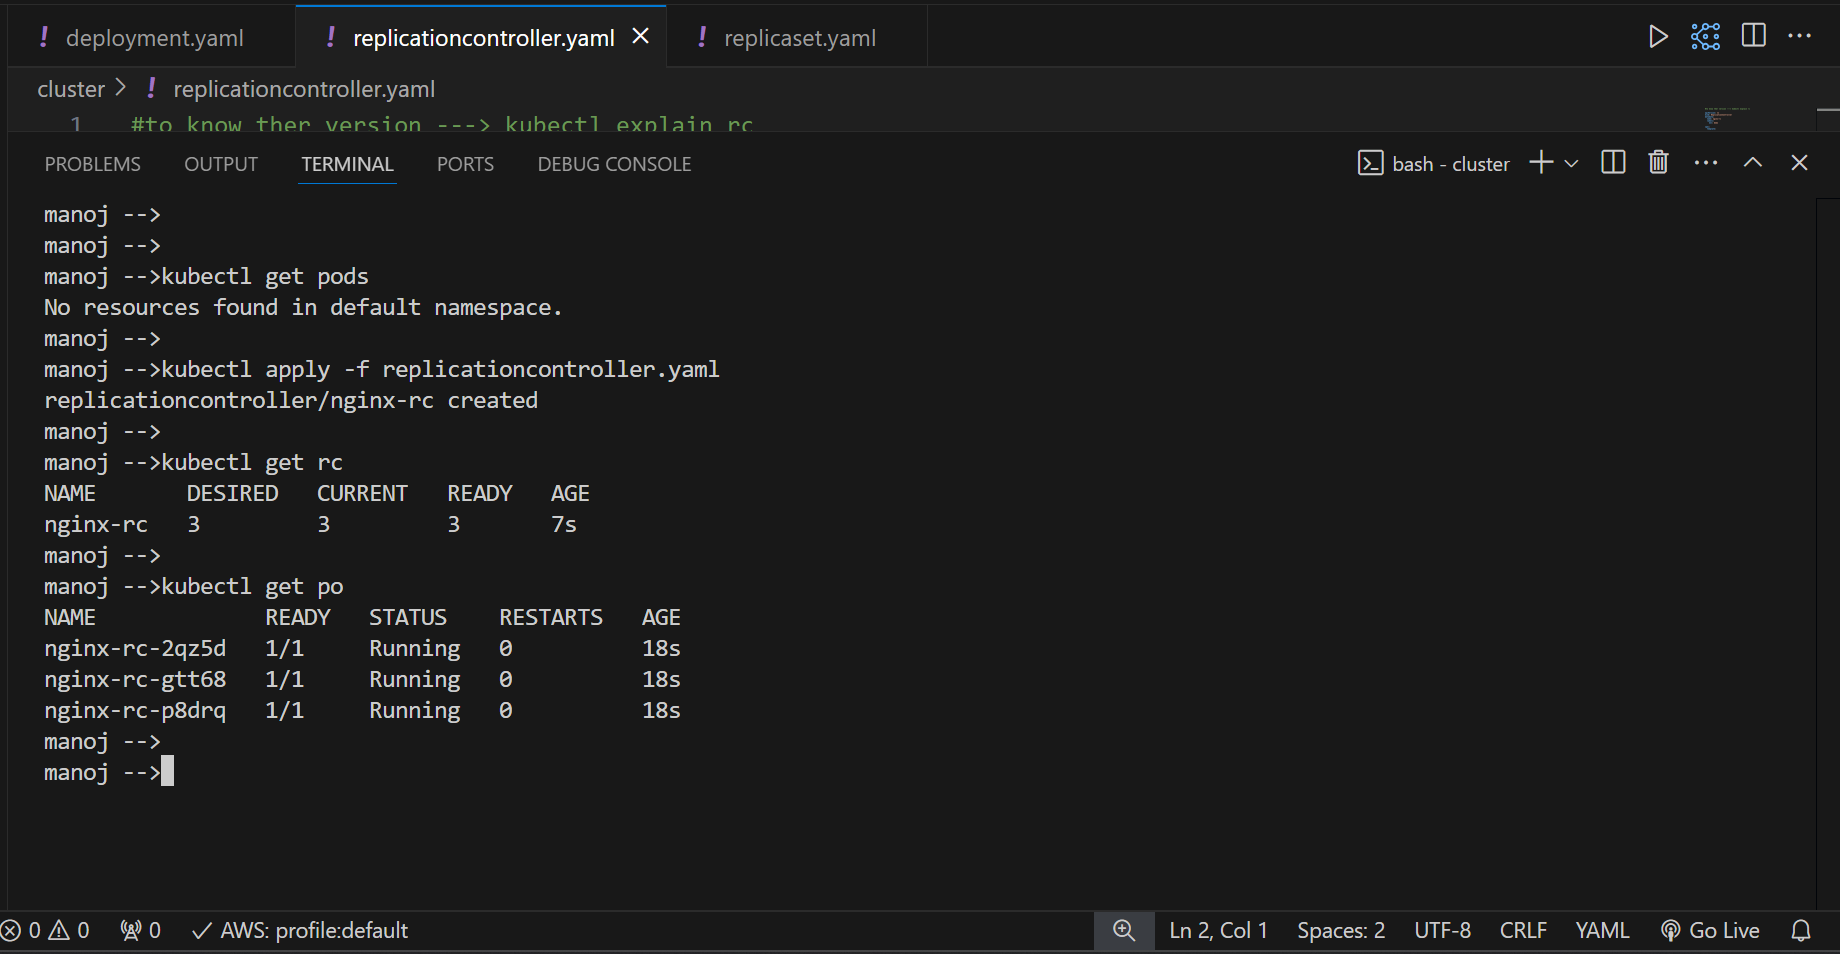 ! deployment.yaml ! replicationcontroller.yaml ! replicaset.yaml
cluster > ! replicationcontroller.yaml
1 #to know ther version ---> kubectl explain rc
PROBLEMS OUTPUT TERMINAL PORTS DEBUG CONSOLE bash - cluster
manoj -->
manoj -->
manoj -->kubectl get pods
No resources found in default namespace.
manoj -->
manoj -->kubectl apply -f replicationcontroller.yaml
replicationcontroller/nginx-rc created
manoj -->
manoj -->kubectl get rc
NAME DESIRED CURRENT READY AGE
nginx-rc 3 3 3 7s
manoj -->
manoj -->kubectl get po
NAME READY STATUS RESTARTS AGE
nginx-rc-2qz5d 1/1 Running 0 18s
nginx-rc-gtt68 1/1 Running 0 18s
nginx-rc-p8drq 1/1 Running 0 18s
manoj -->
manoj -->
0 0 0 AWS: profile:default Ln 2, Col 1 Spaces: 2 UTF-8 CRLF YAML Go Live